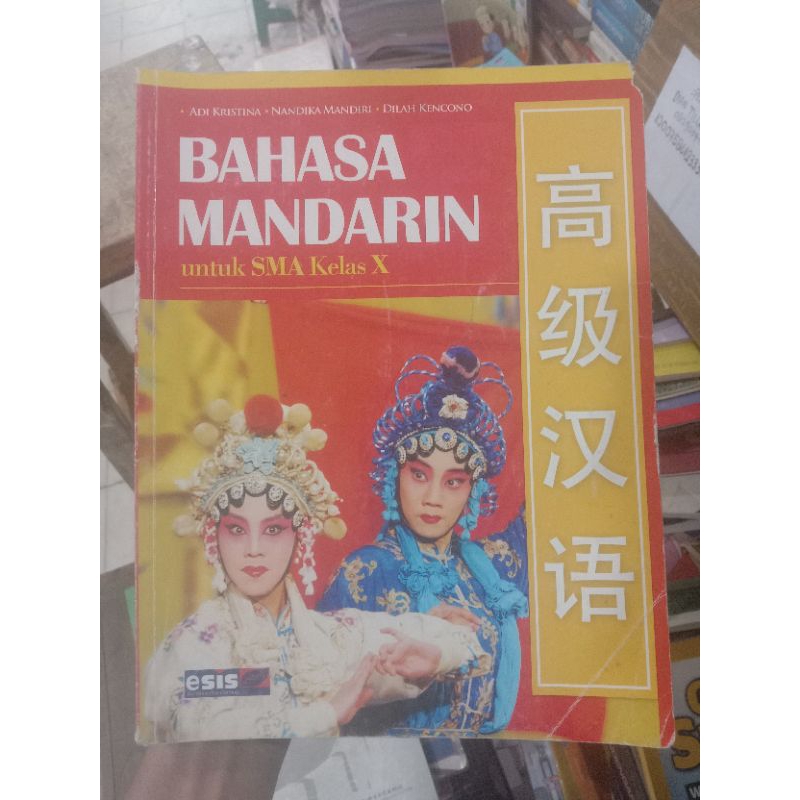 • ADI KRISTINA • NANDIKA MANDIRI • DILAH KENCONO
BAHASA
MANDARIN
untuk SMA Kelas X
高级汉语
esis